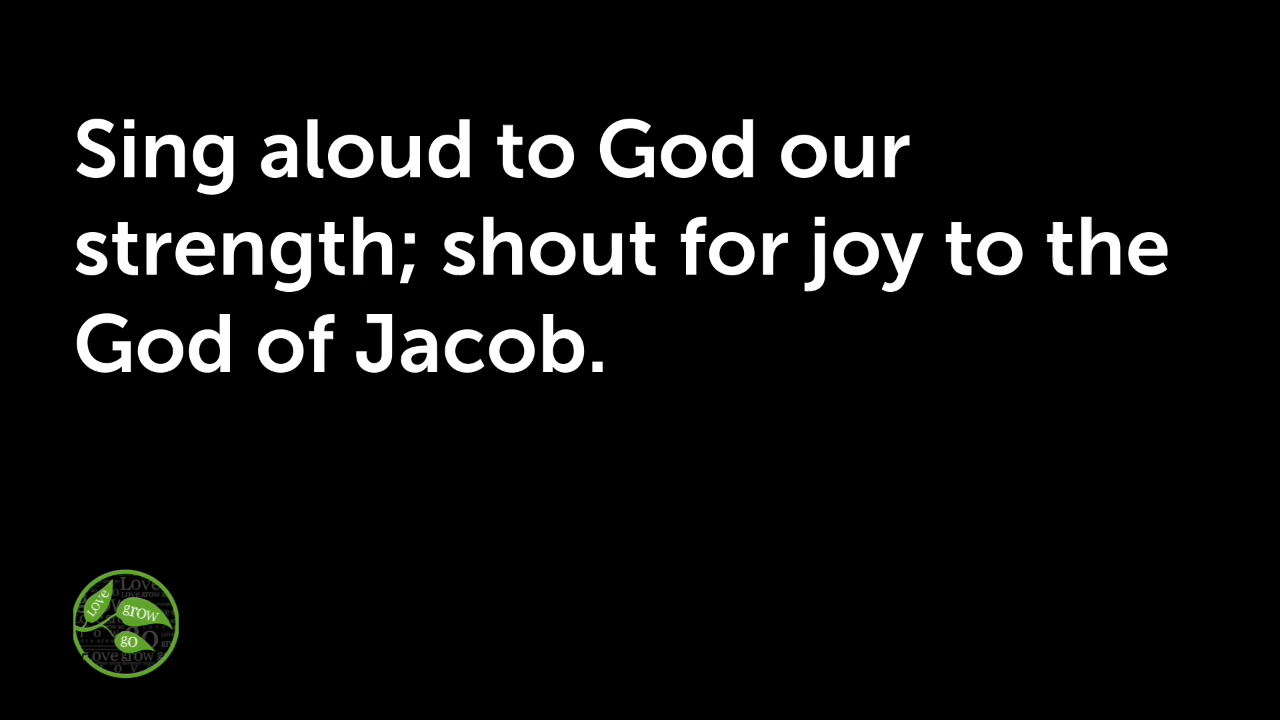 Sing aloud to God our
strength; shout for joy to the
God of Jacob.
Love
grow
go